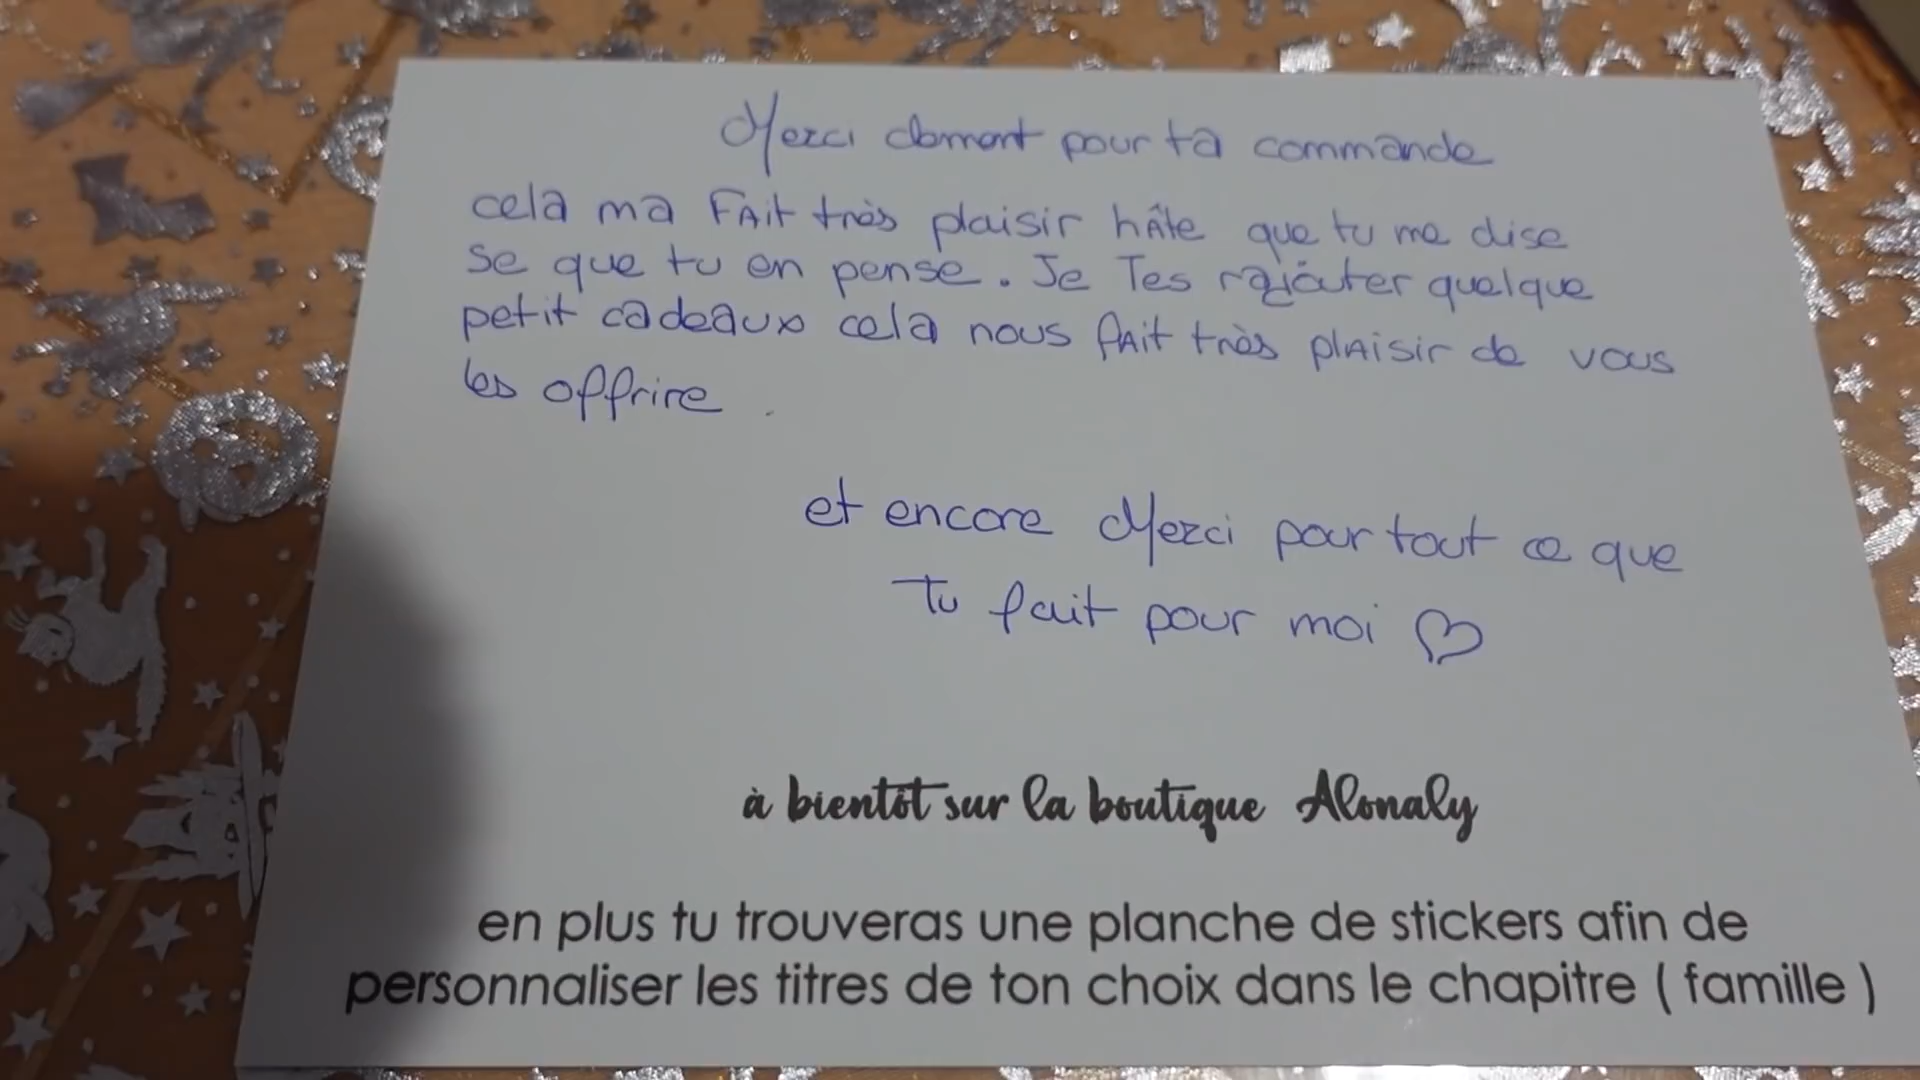 Merci clement pour ta commande
cela ma Fait très plaisir hâte que tu me dise
se que tu en pense. Je Tes rajouter quelque
petit cadeaux cela nous fait très plaisir de vous
les offrire
et encore Merci pour tout ce que
Tu fait pour moi ♡
à bientôt sur la boutique Alonaly
en plus tu trouveras une planche de stickers afin de
personnaliser les titres de ton choix dans le chapitre ( famille )